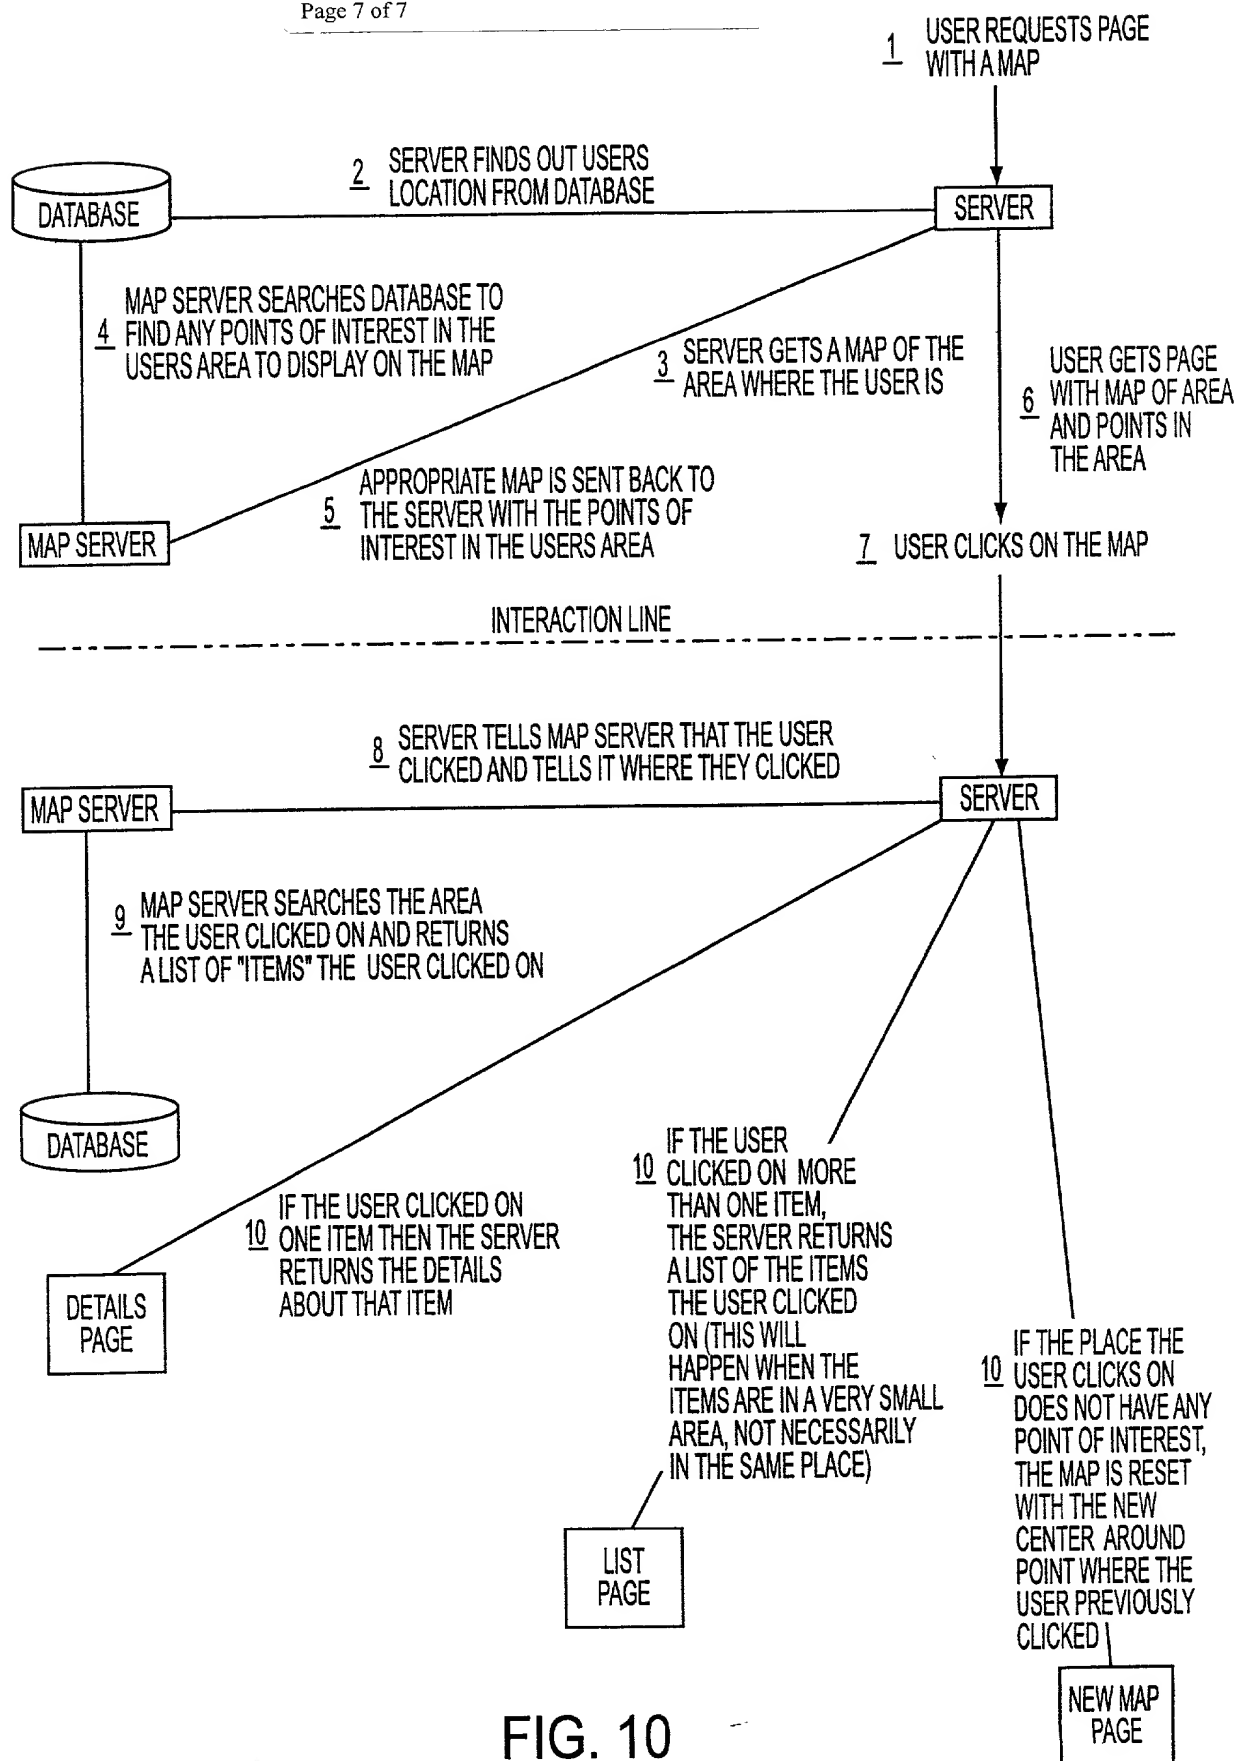 Page 7 of 7
1 USER REQUESTS PAGE
WITH A MAP
2 SERVER FINDS OUT USERS
LOCATION FROM DATABASE
DATABASE
SERVER
4 MAP SERVER SEARCHES DATABASE TO
FIND ANY POINTS OF INTEREST IN THE
USERS AREA TO DISPLAY ON THE MAP
3 SERVER GETS A MAP OF THE
AREA WHERE THE USER IS
6 USER GETS PAGE
WITH MAP OF AREA
AND POINTS IN
THE AREA
5 APPROPRIATE MAP IS SENT BACK TO
THE SERVER WITH THE POINTS OF
INTEREST IN THE USERS AREA
MAP SERVER
7 USER CLICKS ON THE MAP
INTERACTION LINE
8 SERVER TELLS MAP SERVER THAT THE USER
CLICKED AND TELLS IT WHERE THEY CLICKED
MAP SERVER
SERVER
9 MAP SERVER SEARCHES THE AREA
THE USER CLICKED ON AND RETURNS
A LIST OF "ITEMS" THE USER CLICKED ON
DATABASE
10 IF THE USER CLICKED ON
ONE ITEM THEN THE SERVER
RETURNS THE DETAILS
ABOUT THAT ITEM
DETAILS
PAGE
10 IF THE USER
CLICKED ON MORE
THAN ONE ITEM,
THE SERVER RETURNS
A LIST OF THE ITEMS
THE USER CLICKED
ON (THIS WILL
HAPPEN WHEN THE
ITEMS ARE IN A VERY SMALL
AREA, NOT NECESSARILY
IN THE SAME PLACE)
LIST
PAGE
10 IF THE PLACE THE
USER CLICKS ON
DOES NOT HAVE ANY
POINT OF INTEREST,
THE MAP IS RESET
WITH THE NEW
CENTER AROUND
POINT WHERE THE
USER PREVIOUSLY
CLICKED
NEW MAP
PAGE
FIG. 10